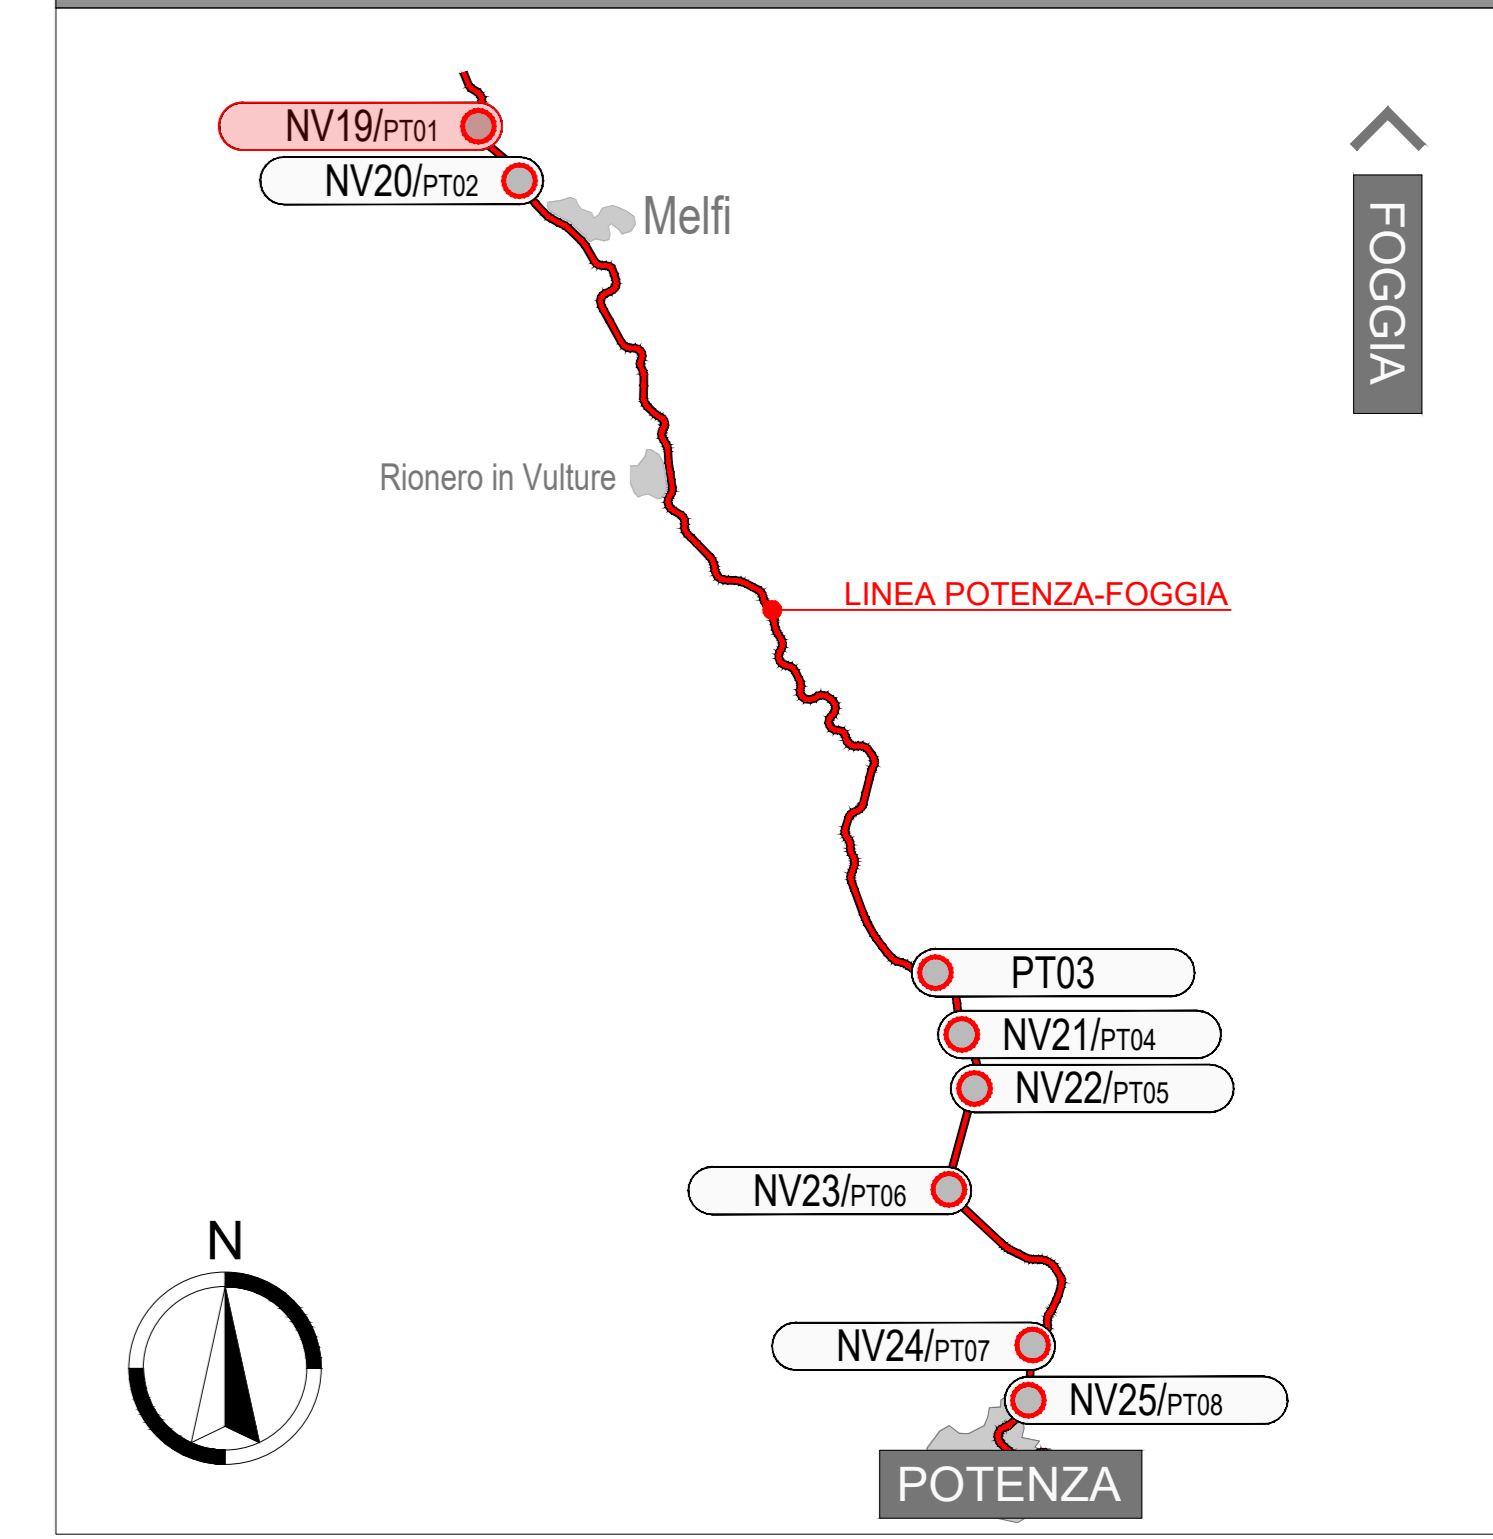 NV19/PT01
NV20/PT02
Melfi
FOGGIA
Rionero in Vulture
LINEA POTENZA-FOGGIA
PT03
NV21/PT04
NV22/PT05
NV23/PT06
N
NV24/PT07
NV25/PT08
POTENZA